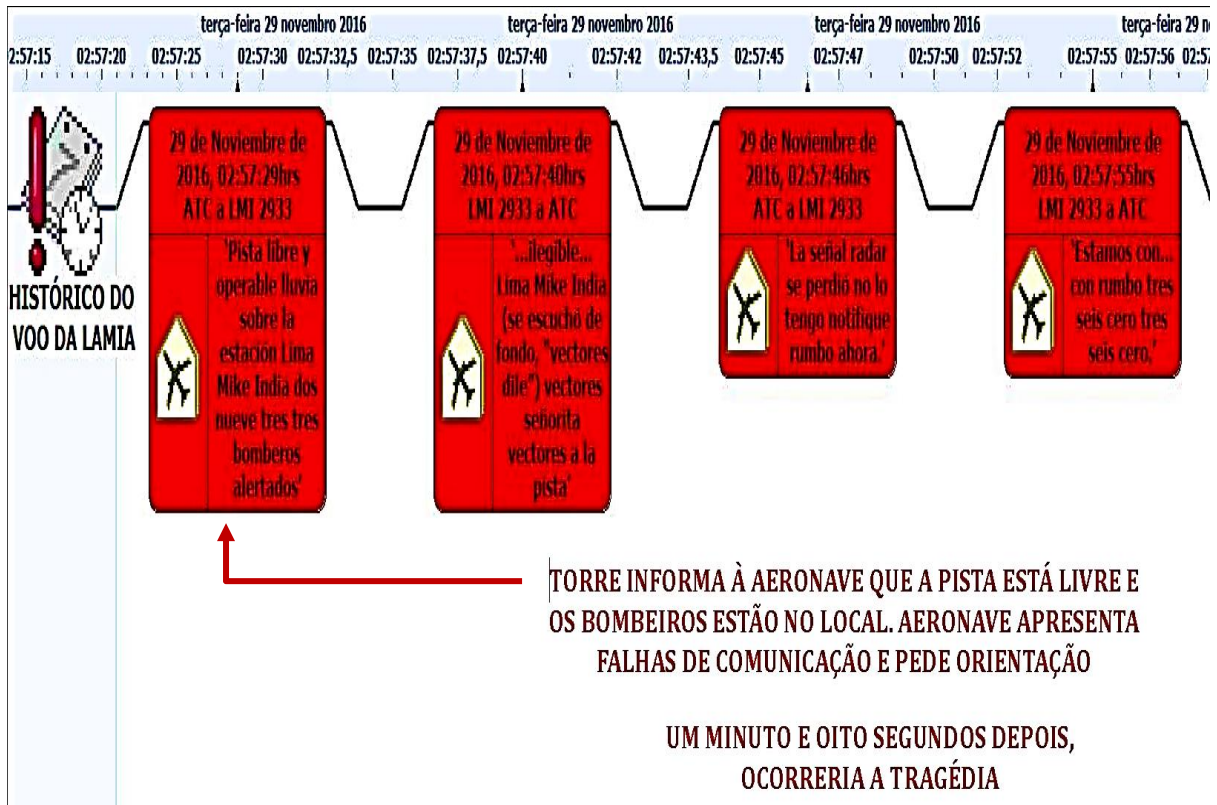 terça-feira 29 novembro 2016 terça-feira 29 novembro 2016 terça-feira 29 novembro 2016 terça-feira 29 n
2:57:15 02:57:20 02:57:25 02:57:30 02:57:32,5 02:57:35 02:57:37,5 02:57:40 02:57:42 02:57:43,5 02:57:45 02:57:47 02:57:50 02:57:52 02:57:55 02:57:56 02:57
HISTÓRICO DO
VOO DA LAMIA
29 de Noviembre de
2016, 02:57:29hrs
ATC a LMI 2933
'Pista libre y
operable lluvia
sobre la
estación Lima
Mike India dos
nueve tres tres
bomberos
alertados'
29 de Noviembre de
2016, 02:57:40hrs
LMI 2933 a ATC
'...ilegible...
Lima Mike India
(se escuchó de
fondo, "vectores
dile") vectores
señorita
vectores a la
pista'
29 de Noviembre de
2016, 02:57:46hrs
ATC a LMI 2933
'La señal radar
se perdió no lo
tengo notifique
rumbo ahora.'
29 de Noviembre de
2016, 02:57:55hrs
LMI 2933 a ATC
'Estamos con...
con rumbo tres
seis cero tres
seis cero,'
TORRE INFORMA À AERONAVE QUE A PISTA ESTÁ LIVRE E
OS BOMBEIROS ESTÃO NO LOCAL. AERONAVE APRESENTA
FALHAS DE COMUNICAÇÃO E PEDE ORIENTAÇÃO
UM MINUTO E OITO SEGUNDOS DEPOIS,
OCORRERIA A TRAGÉDIA